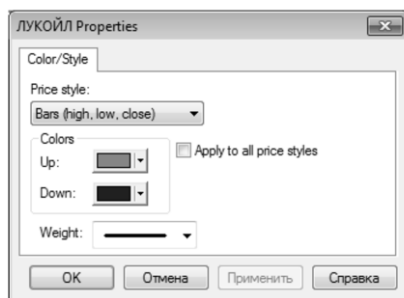 ЛУКОЙЛ Properties
Color/Style
Price style:
Bars (high, low, close)
Colors
Up:
Apply to all price styles
Down:
Weight:
OK Отмена Применить Справка